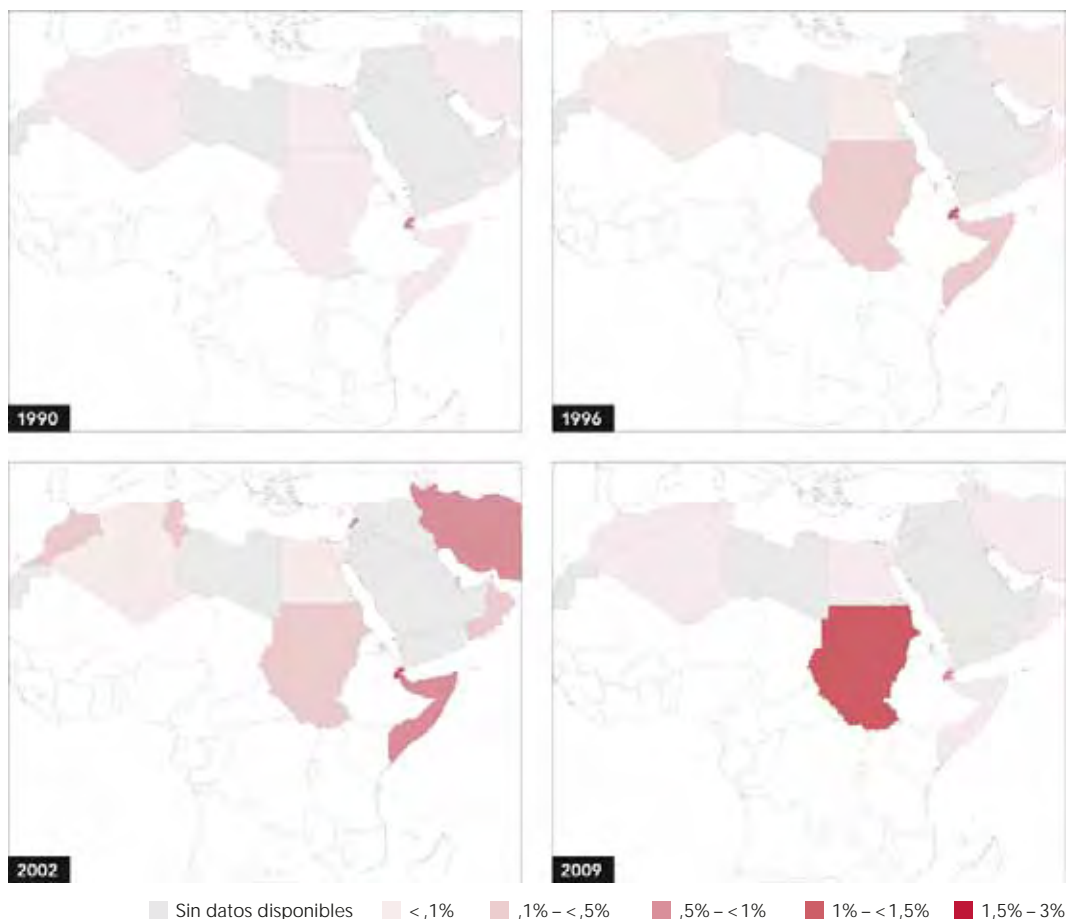 1990
1996
2002
2009
Sin datos disponibles < ,1% ,1% – < ,5% ,5% – < 1% 1% – < 1,5% 1,5% – 3%